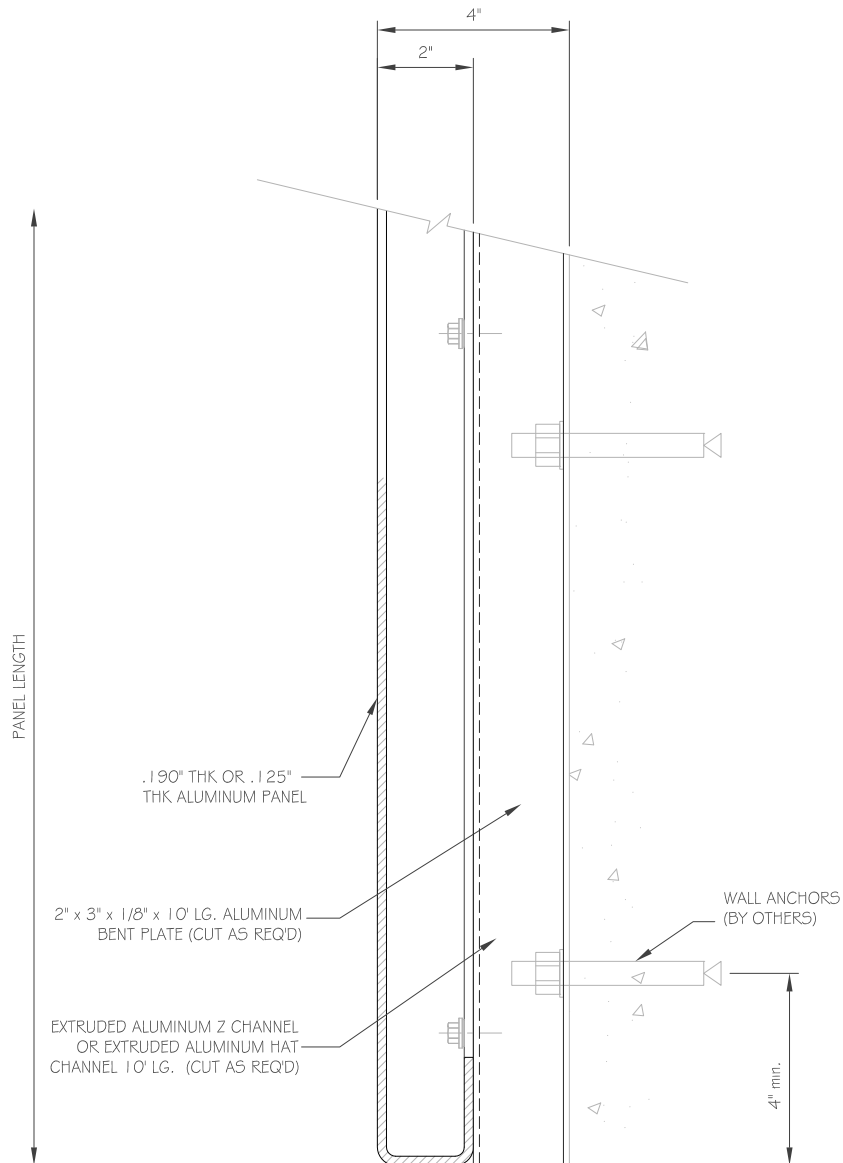 4"
2"
PANEL LENGTH
.190" THK OR .125"
THK ALUMINUM PANEL
2" x 3" x 1/8" x 10' LG. ALUMINUM
BENT PLATE (CUT AS REQ'D)
WALL ANCHORS
(BY OTHERS)
EXTRUDED ALUMINUM Z CHANNEL
OR EXTRUDED ALUMINUM HAT
CHANNEL 10' LG. (CUT AS REQ'D)
4" min.